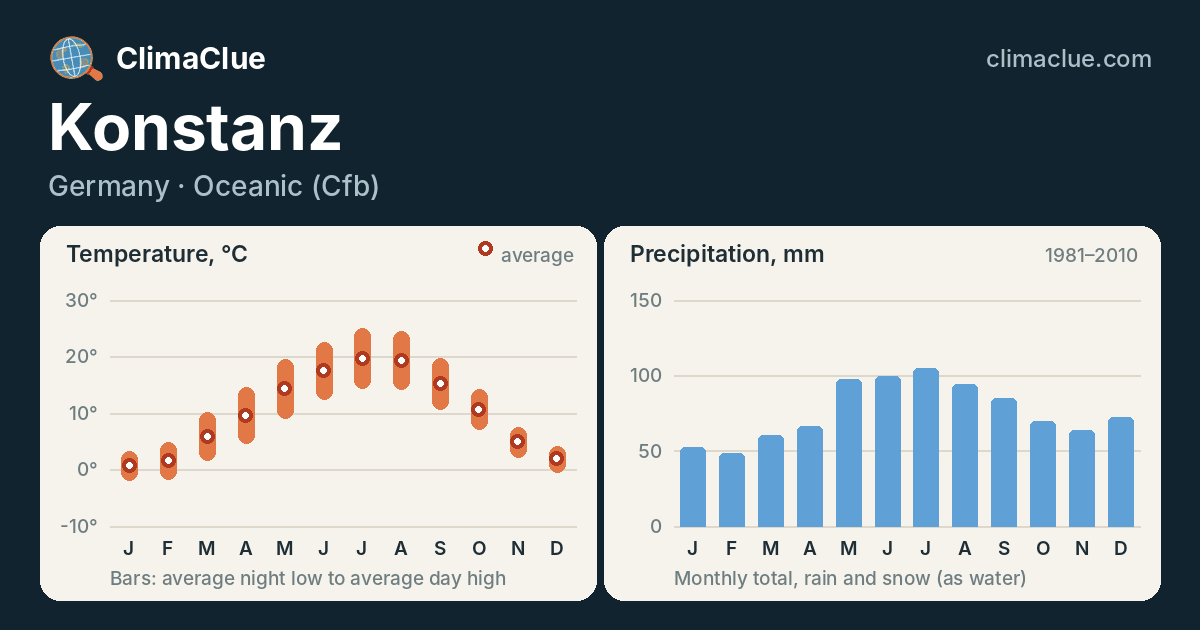 ClimaClue
climaclue.com
Konstanz
Germany · Oceanic (Cfb)
Temperature, °C
average
30°
20°
10°
0°
-10°
J F M A M J J A S O N D
Bars: average night low to average day high
Precipitation, mm
1981–2010
150
100
50
0
J F M A M J J A S O N D
Monthly total, rain and snow (as water)